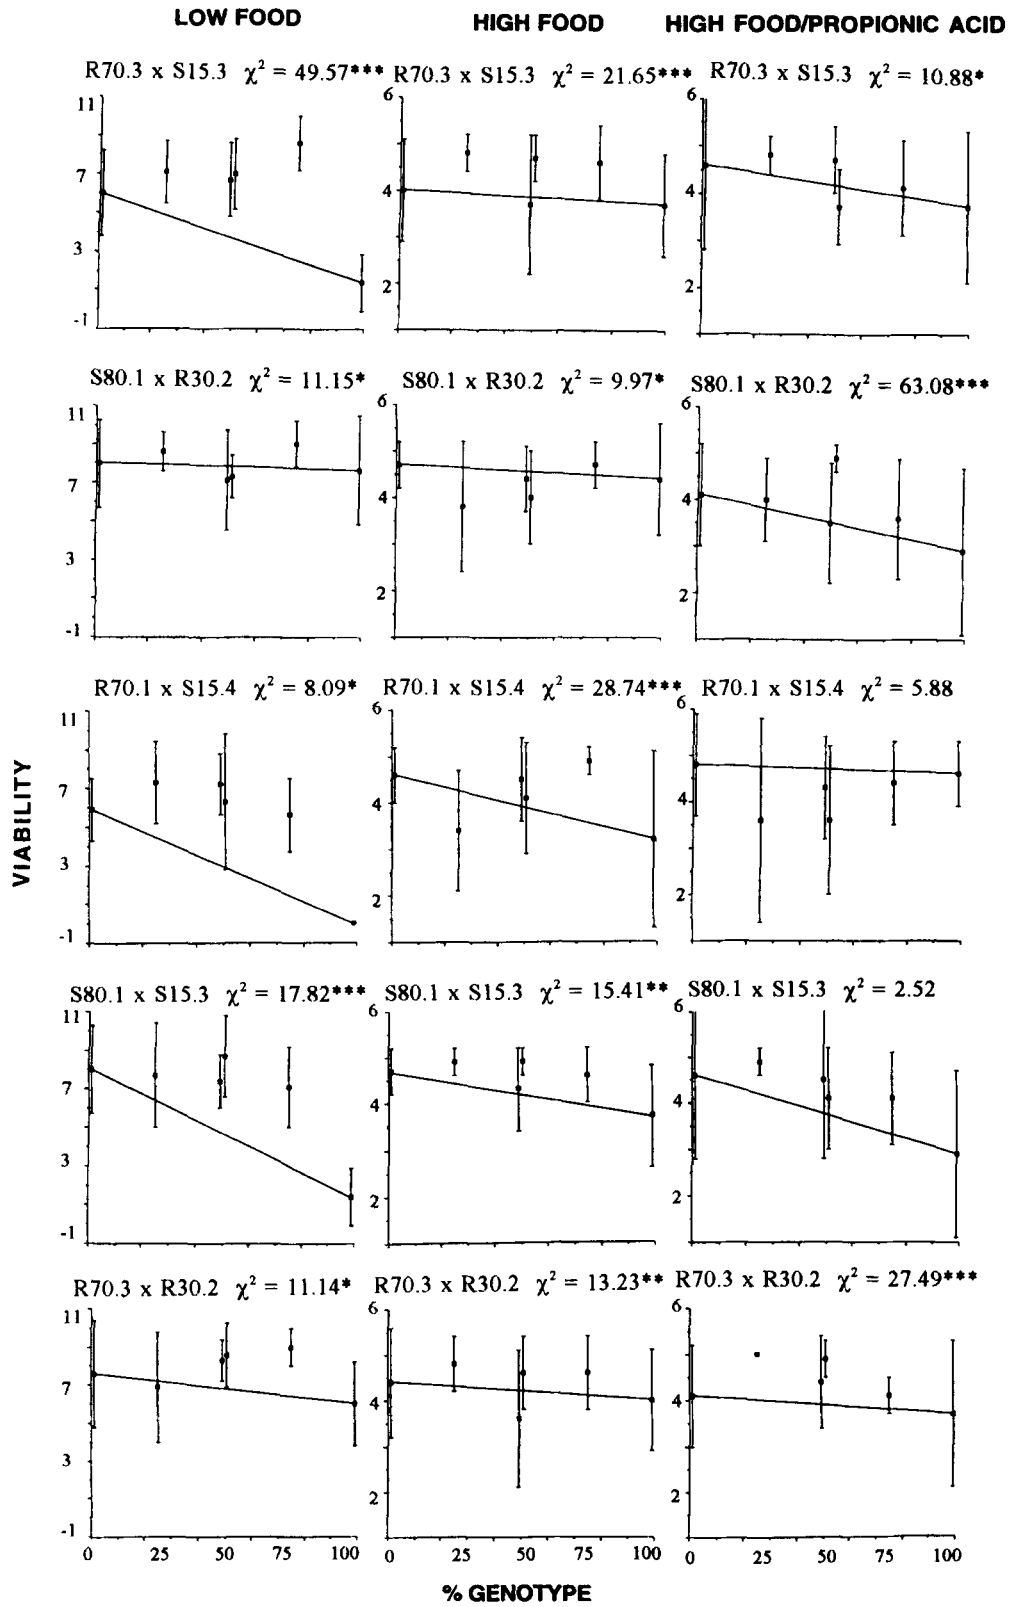 LOW FOOD HIGH FOOD HIGH FOOD/PROPIONIC ACID
R70.3 x S15.3 χ² = 49.57*** R70.3 x S15.3 χ² = 21.65*** R70.3 x S15.3 χ² = 10.88*
11 7 3 -1
6 4 2
6 4 2
S80.1 x R30.2 χ² = 11.15* S80.1 x R30.2 χ² = 9.97* S80.1 x R30.2 χ² = 63.08***
11 7 3 -1
6 4 2
6 4 2
R70.1 x S15.4 χ² = 8.09* R70.1 x S15.4 χ² = 28.74*** R70.1 x S15.4 χ² = 5.88
11 7 3 -1
6 4 2
6 4 2
VIABILITY
S80.1 x S15.3 χ² = 17.82*** S80.1 x S15.3 χ² = 15.41** S80.1 x S15.3 χ² = 2.52
11 7 3 -1
6 4 2
6 4 2
R70.3 x R30.2 χ² = 11.14* R70.3 x R30.2 χ² = 13.23** R70.3 x R30.2 χ² = 27.49***
11 7 3 -1
6 4 2
6 4 2
0 25 50 75 100 0 25 50 75 100 0 25 50 75 100
% GENOTYPE